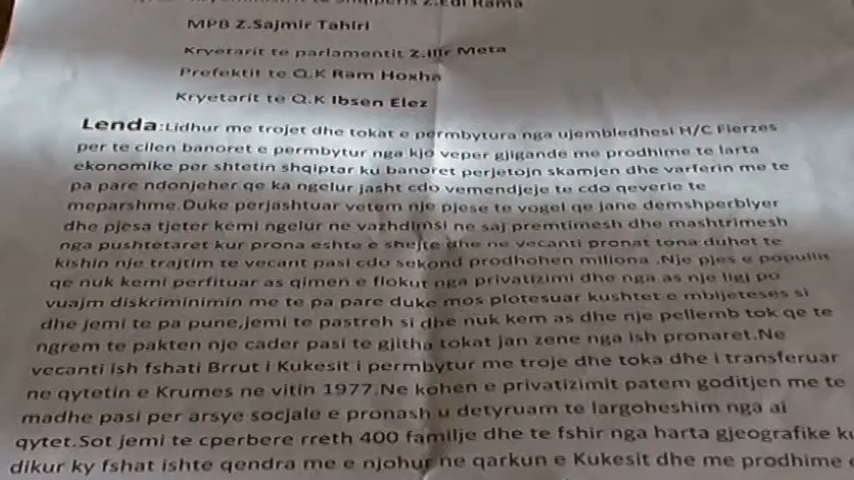 te Shqiperis Z.Edi Rama
MPB Z.Sajmir Tahiri
Kryetarit te parlamentit Z.Ilir Meta
Prefektit te Q.K Ram Hoxha
Kryetarit te Q.K Ibsen Elez
Lenda:Lidhur me trojet dhe tokat e permbytura nga ujembledhesi H/C Fierzes
per te cilen banoret e permbytur nga kjo veper gjigande me prodhime te larta
ekonomike per shtetin shqiptar ku banoret perjetojn skamjen dhe varferin me te
pa pare ndonjeher qe ka ngelur jasht cdo vemendjeje te cdo qeverie te
meparshme.Duke perjashtuar vetem nje pjese te vogel qe jane demshperblyer
dhe pjesa tjeter kemi ngelur ne vazhdimsi ne saj premtimesh dhe mashtrimesh
nga pushtetaret kur prona eshte e shejte dhe ne vecanti pronat tona duhet te
kishin nje trajtim te vecant pasi cdo sekond prodhohen miliona .Nje pjes e popullit
qe nuk kemi perfituar as qimen e flokut nga privatizimi dhe nga as nje ligj po
vuajm diskriminimin me te pa pare duke mos plotesuar kushtet e mbijeteses si
dhe jemi te pa pune,jemi te pastreh si dhe nuk kem as dhe nje pellemb tok qe te
ngrem te pakten nje cader pasi te gjitha tokat jan zene nga ish pronaret.Ne
vecanti ish fshati Brrut i Kukesit i permbytur me troje dhe toka dhe i transferuar
ne qytetin e Krumes ne vitin 1977.Ne kohen e privatizimit patem goditjen me te
madhe pasi per arsye socjale e pronash u detyruam te largoheshim nga ai
qytet.Sot jemi te cperbere rreth 400 familje dhe te fshir nga harta gjeografike
dikur ky fshat ishte qendra me e njohur ne qarkun e Kukesit dhe me prodhime